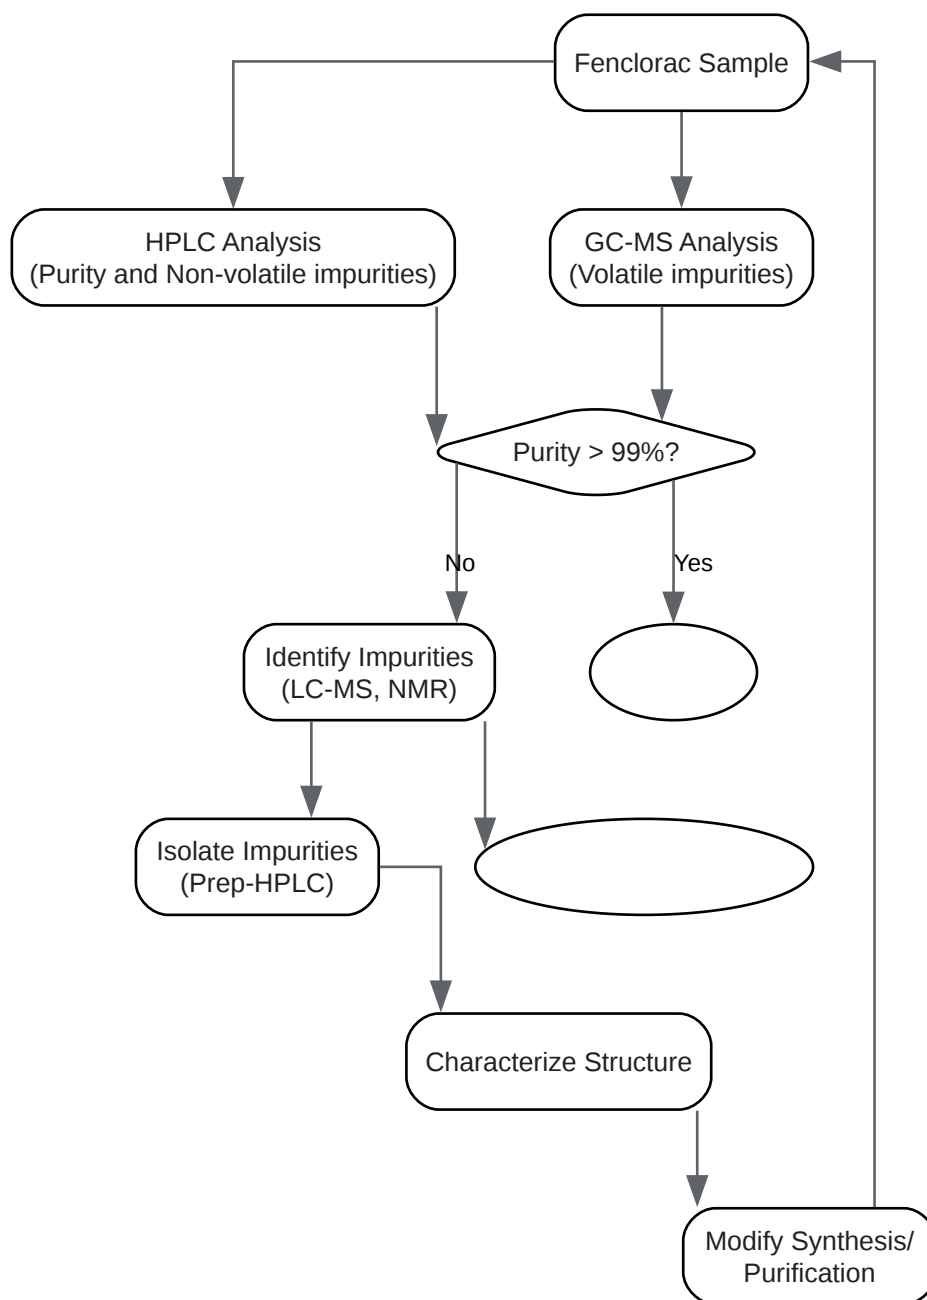 Fenclorac Sample
HPLC Analysis
(Purity and Non-volatile impurities)
GC-MS Analysis
(Volatile impurities)
Purity > 99%?
No
Yes
Identify Impurities
(LC-MS, NMR)
Isolate Impurities
(Prep-HPLC)
Characterize Structure
Modify Synthesis/
Purification